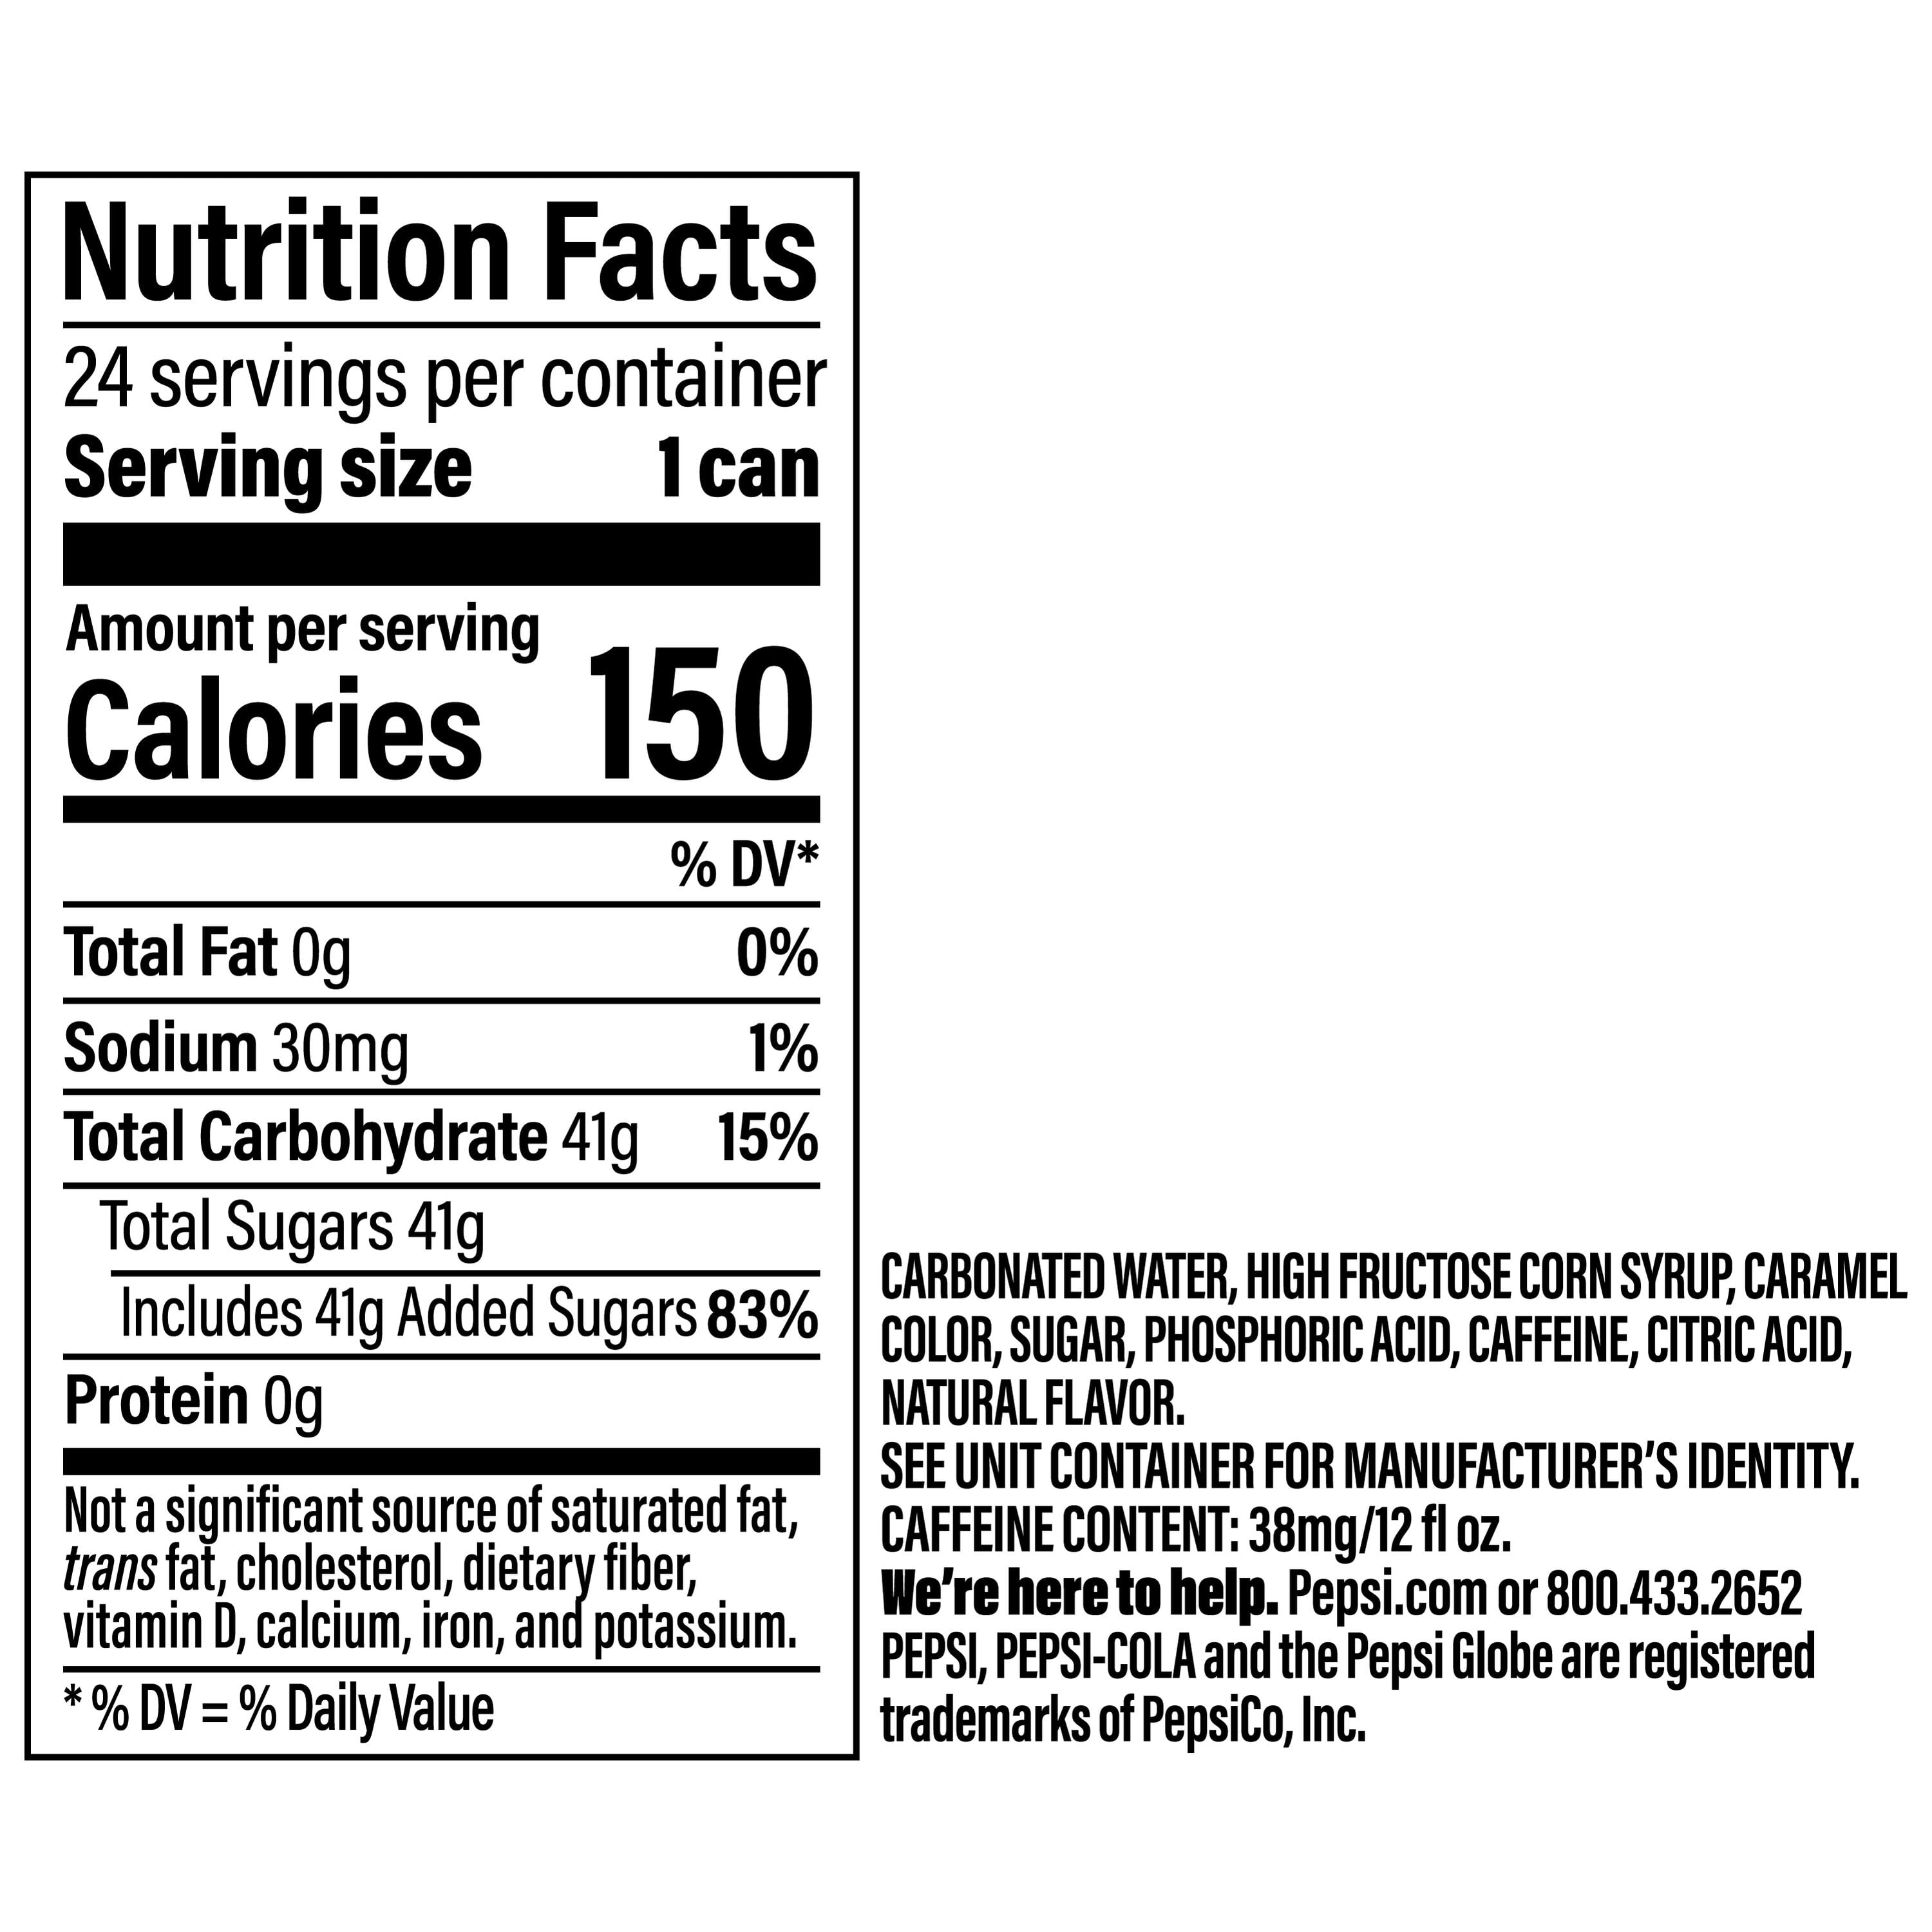 Nutrition Facts
24 servings per container
Serving size 1 can
Amount per serving
Calories 150
% DV*
Total Fat 0g 0%
Sodium 30mg 1%
Total Carbohydrate 41g 15%
Total Sugars 41g
Includes 41g Added Sugars 83%
Protein 0g
Not a significant source of saturated fat,
trans fat, cholesterol, dietary fiber,
vitamin D, calcium, iron, and potassium.
* % DV = % Daily Value
CARBONATED WATER, HIGH FRUCTOSE CORN SYRUP, CARAMEL
COLOR, SUGAR, PHOSPHORIC ACID, CAFFEINE, CITRIC ACID,
NATURAL FLAVOR.
SEE UNIT CONTAINER FOR MANUFACTURER'S IDENTITY.
CAFFEINE CONTENT: 38mg/12 fl oz.
We're here to help. Pepsi.com or 800.433.2652
PEPSI, PEPSI-COLA and the Pepsi Globe are registered
trademarks of PepsiCo, Inc.